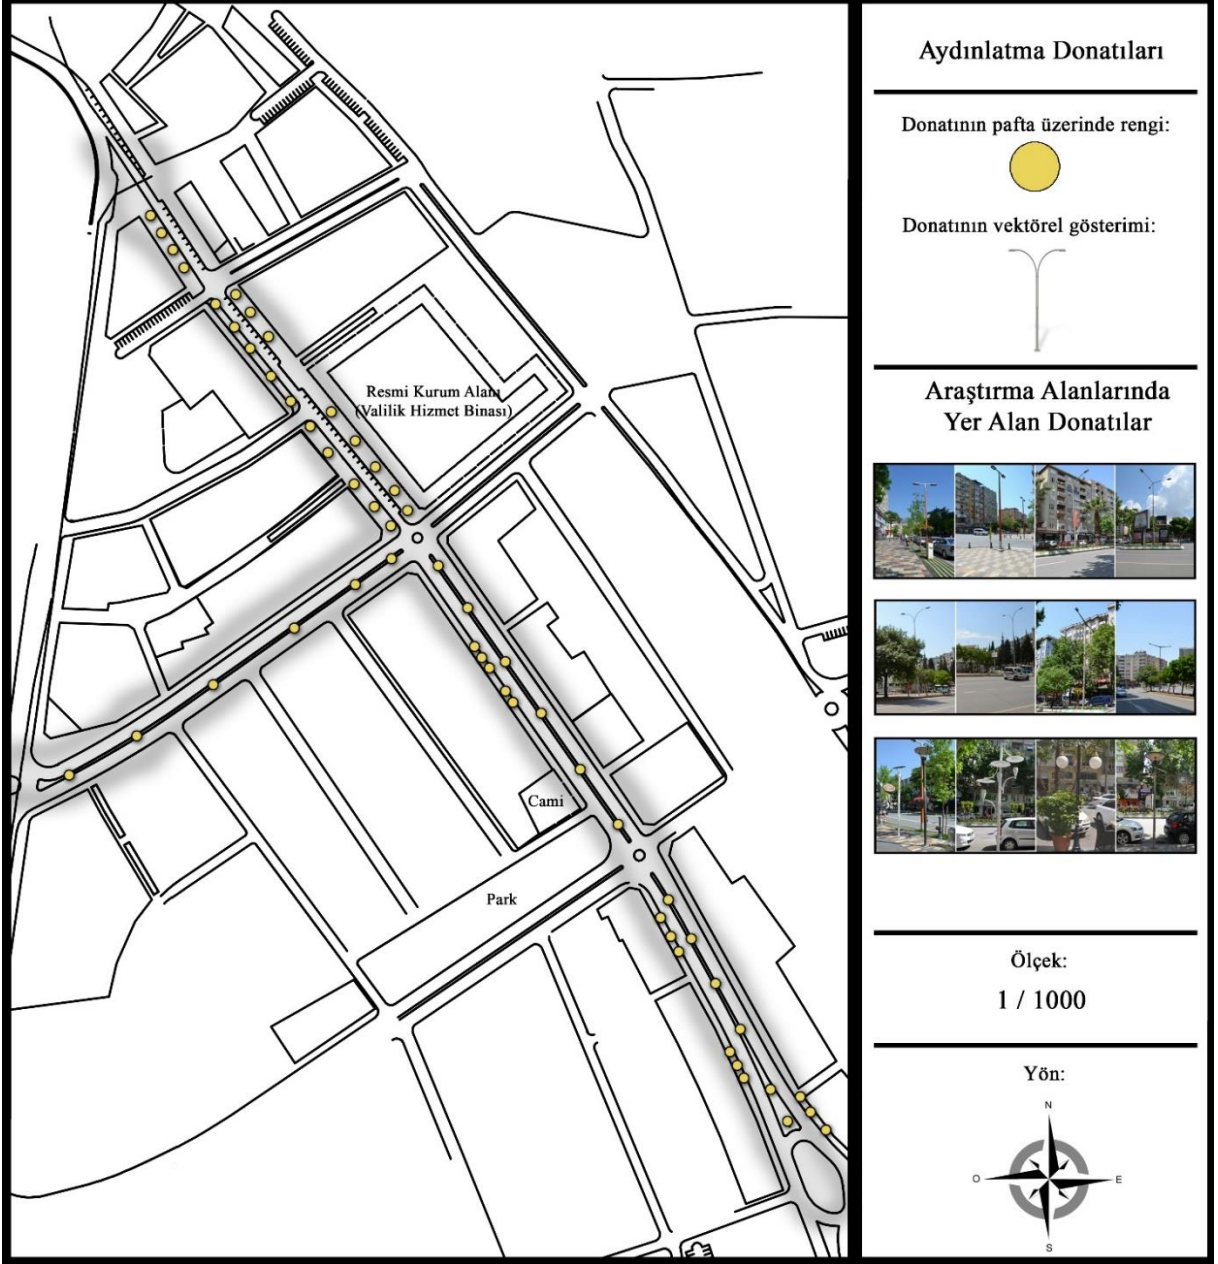 Resmi Kurum Alanı
(Valilik Hizmet Binası)
Cami
Park
Aydınlatma Donatıları
Donatının pafta üzerinde rengi:
Donatının vektörel gösterimi:
Araştırma Alanlarında
Yer Alan Donatılar
Ölçek:
1 / 1000
Yön:
N
O
E
S